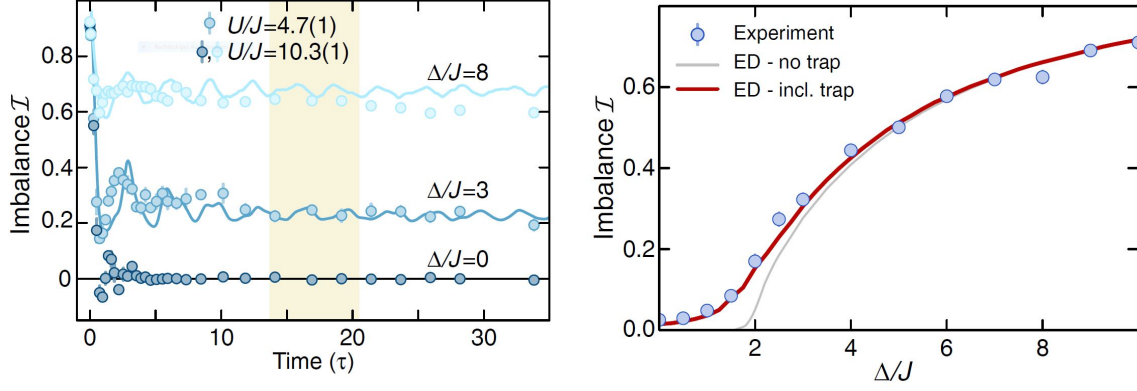 U/J=4.7(1)
, U/J=10.3(1)
Δ/J=8
Δ/J=3
Δ/J=0
Imbalance ℐ
0.8
0.6
0.4
0.2
0
0
10
20
30
Time (τ)
Experiment
ED - no trap
ED - incl. trap
Imbalance ℐ
0.6
0.4
0.2
0.0
2
4
6
8
Δ/J